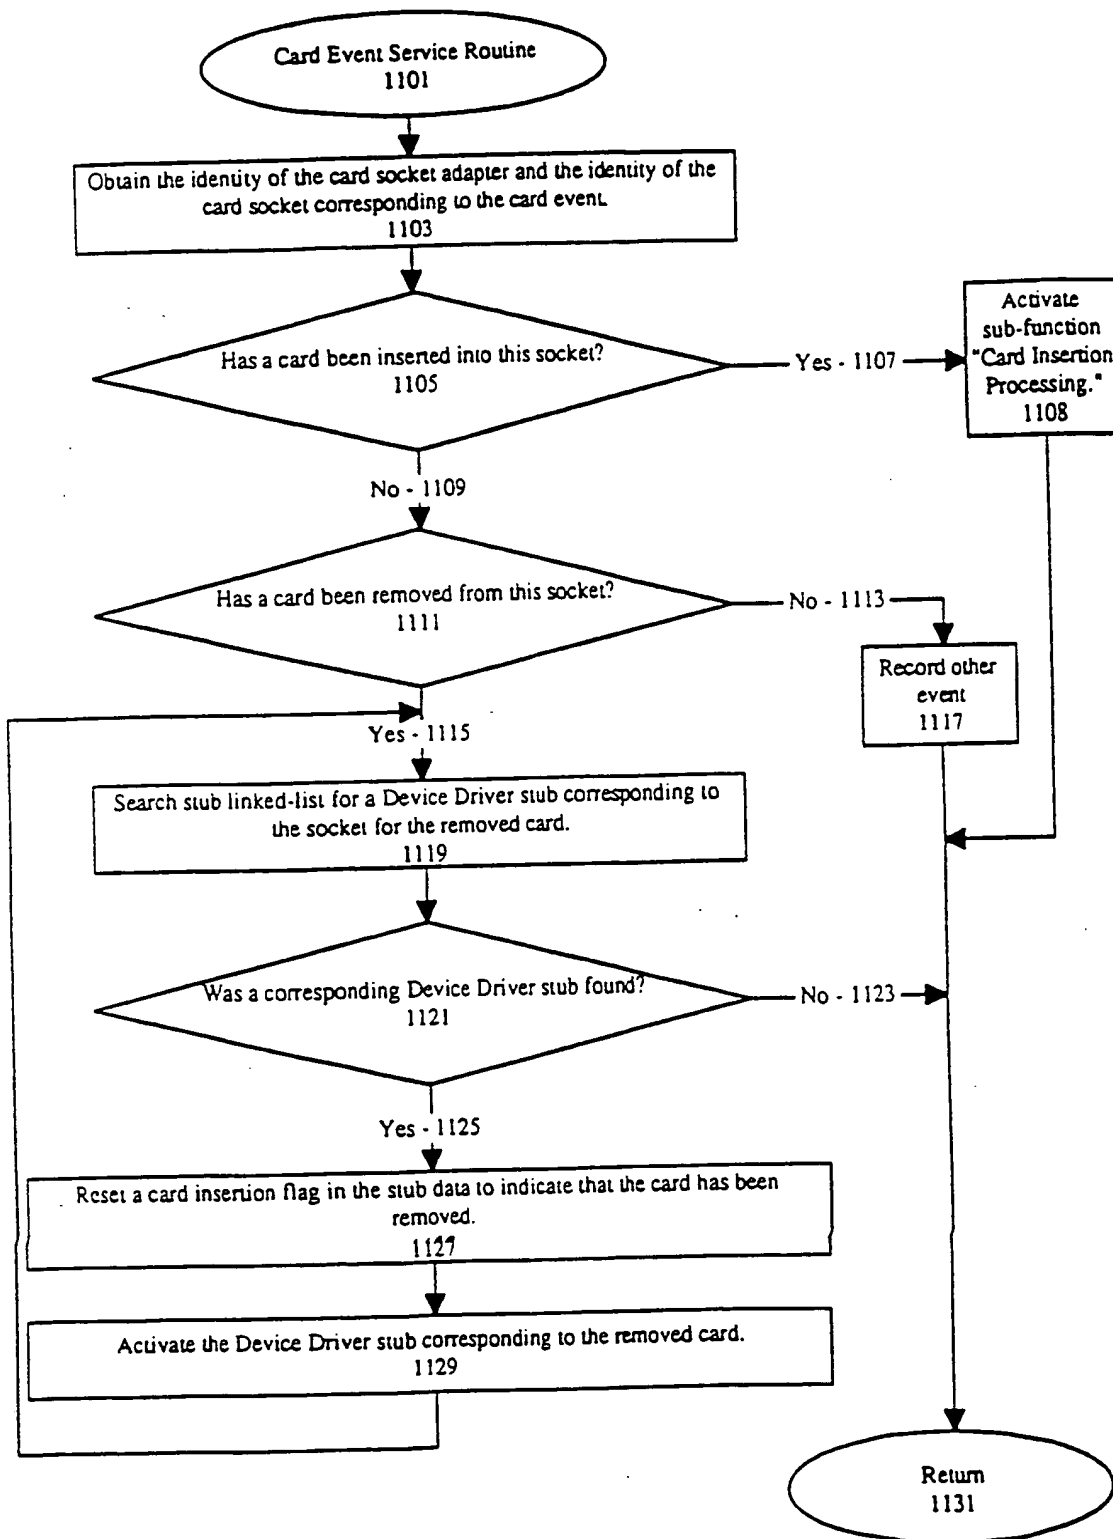 Card Event Service Routine
1101
Obtain the identity of the card socket adapter and the identity of the
card socket corresponding to the card event.
1103
Has a card been inserted into this socket?
1105
Yes - 1107
Activate
sub-function
"Card Insertion
Processing."
1108
No - 1109
Has a card been removed from this socket?
1111
No - 1113
Record other
event
1117
Yes - 1115
Search stub linked-list for a Device Driver stub corresponding to
the socket for the removed card.
1119
Was a corresponding Device Driver stub found?
1121
No - 1123
Yes - 1125
Reset a card insertion flag in the stub data to indicate that the card has been
removed.
1127
Activate the Device Driver stub corresponding to the removed card.
1129
Return
1131